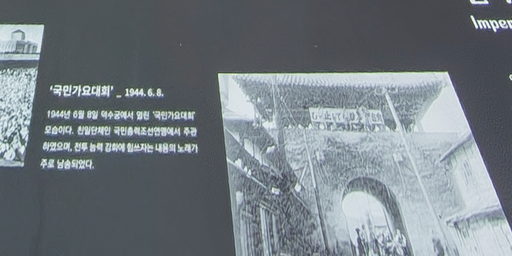 Imper
'국민가요대회' _ 1944. 6. 8.
1944년 6월 8일 덕수궁에서 열린 '국민가요대회'
모습이다. 친일단체인 국민총력조선연맹에서 주관
하였으며, 전투 능력 강화에 힘쓰자는 내용의 노래가
주로 남송되었다.